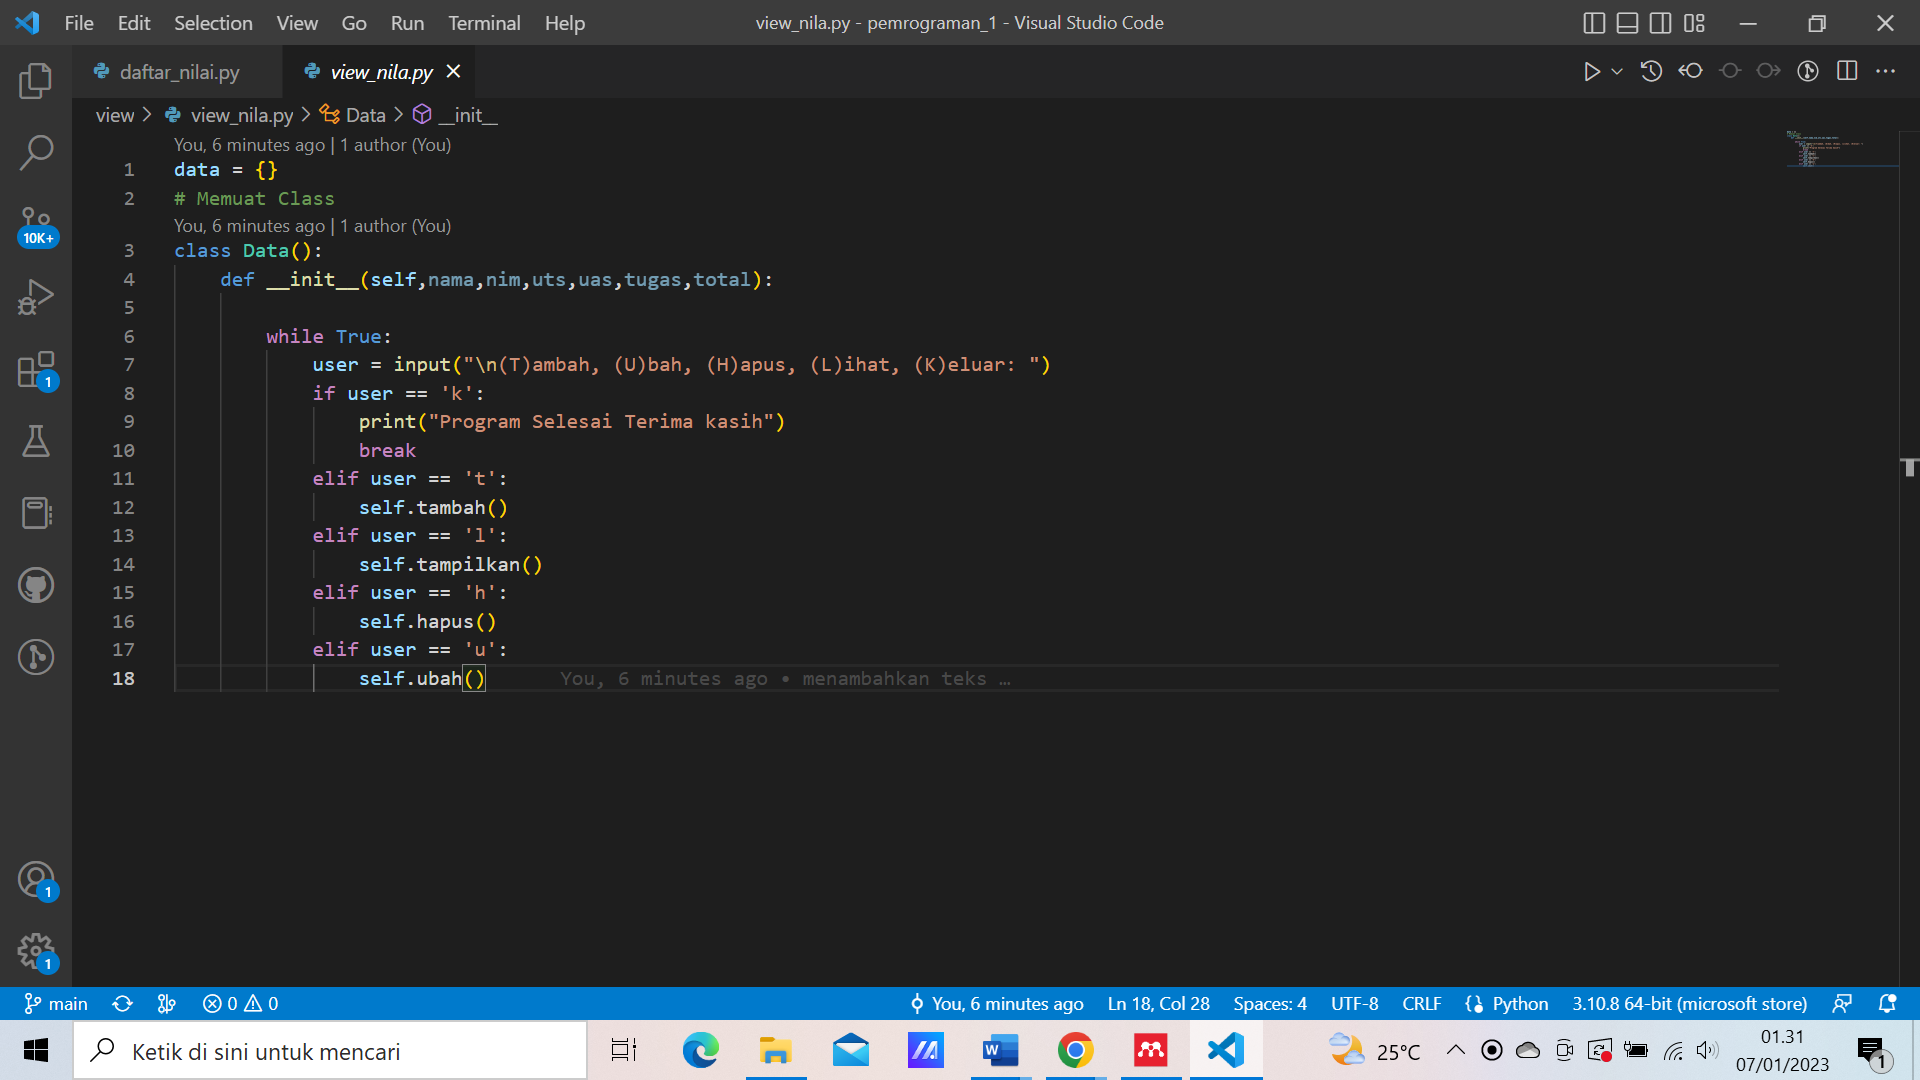 File Edit Selection View Go Run Terminal Help view_nila.py - pemrograman_1 - Visual Studio Code
daftar_nilai.py view_nila.py
view > view_nila.py > Data > __init__
You, 6 minutes ago | 1 author (You)
1 data = {}
2 # Memuat Class
You, 6 minutes ago | 1 author (You)
3 class Data():
4 def __init__(self,nama,nim,uts,uas,tugas,total):
5
6 while True:
7 user = input("\n(T)ambah, (U)bah, (H)apus, (L)ihat, (K)eluar: ")
8 if user == 'k':
9 print("Program Selesai Terima kasih")
10 break
11 elif user == 't':
12 self.tambah()
13 elif user == 'l':
14 self.tampilkan()
15 elif user == 'h':
16 self.hapus()
17 elif user == 'u':
18 self.ubah() You, 6 minutes ago • menambahkan teks …
10K+
1
1
1
main 0 0 You, 6 minutes ago Ln 18, Col 28 Spaces: 4 UTF-8 CRLF Python 3.10.8 64-bit (microsoft store)
Ketik di sini untuk mencari 25°C 01.31
07/01/2023 1